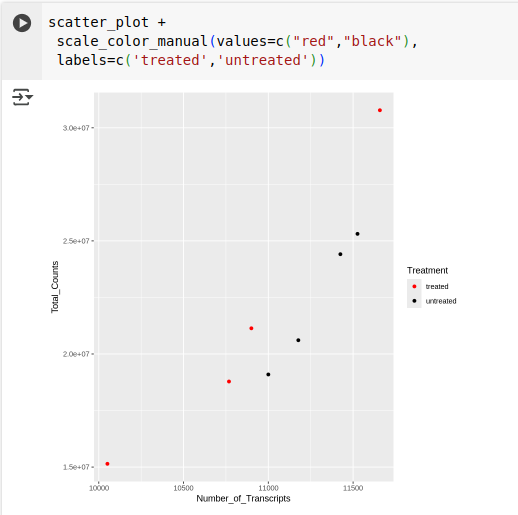 scatter_plot +
scale_color_manual(values=c("red","black"),
labels=c('treated','untreated'))
3.0e+07
2.5e+07
2.0e+07
1.5e+07
Total_Counts
10000 10500 11000 11500
Number_of_Transcripts
Treatment
treated
untreated